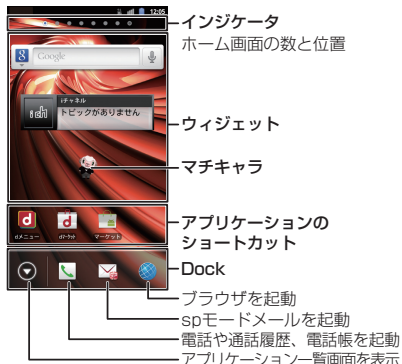 12:05
インジケータ
ホーム画面の数と位置
8 Google
iチャネル
ich トピックがありません
ウィジェット
マチキャラ
d d
dメニュー dマーケット マーケット
アプリケーションの
ショートカット
Dock
ブラウザを起動
spモードメールを起動
電話や通話履歴、電話帳を起動
アプリケーション一覧画面を表示